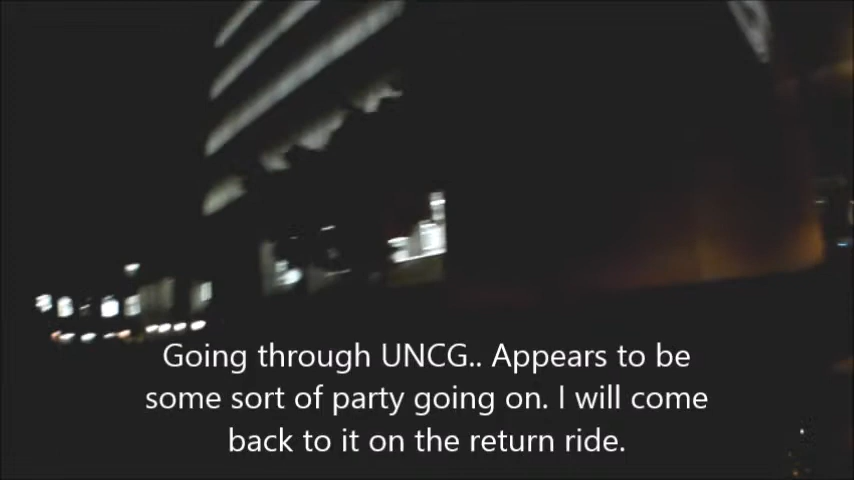 Going through UNCG.. Appears to be
some sort of party going on. I will come
back to it on the return ride.